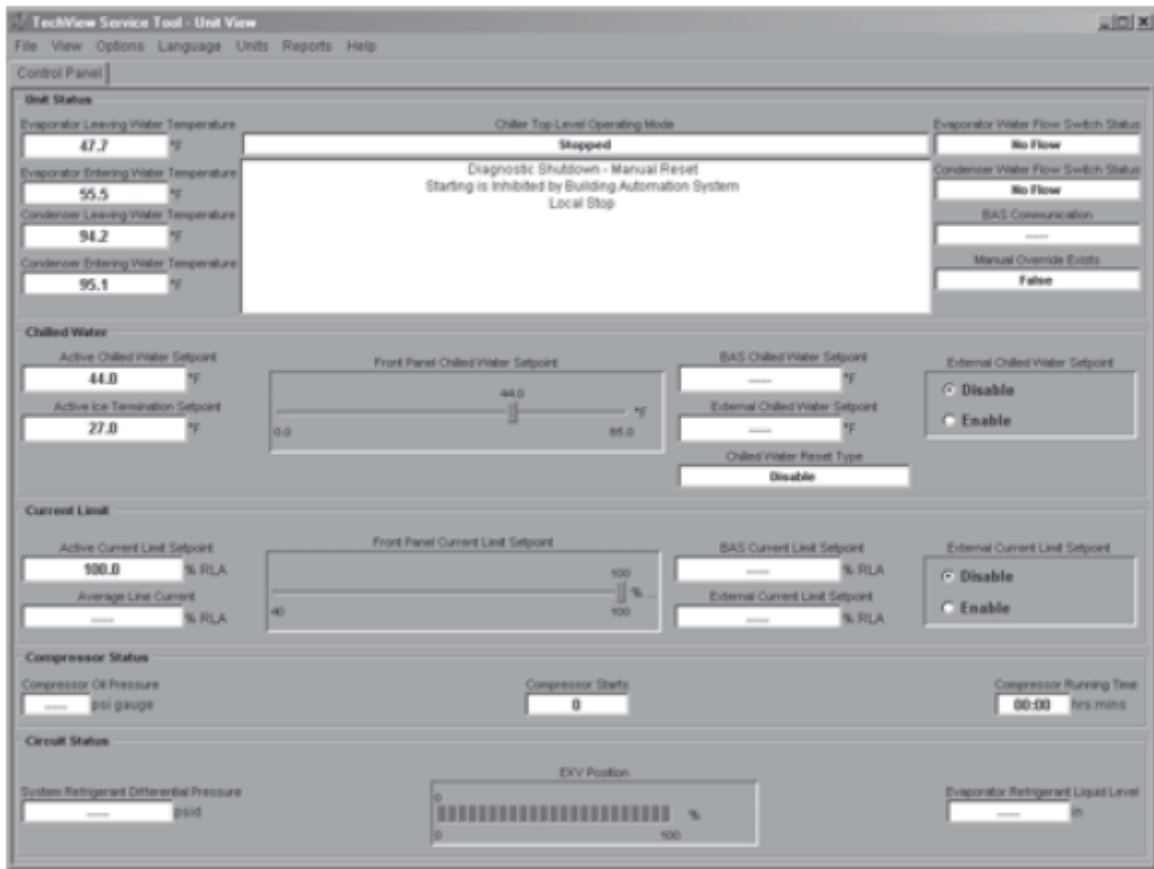 TechView Service Tool - Unit View
File View Options Language Units Reports Help
Control Panel
Unit Status
Evaporator Leaving Water Temperature
47.7 °F
Evaporator Entering Water Temperature
55.5 °F
Condenser Leaving Water Temperature
94.2 °F
Condenser Entering Water Temperature
95.1 °F
Chiller Top Level Operating Mode
Stopped
Diagnostic Shutdown - Manual Reset
Starting is Inhibited by Building Automation System
Local Stop
Evaporator Water Flow Switch Status
No Flow
Condenser Water Flow Switch Status
No Flow
BAS Communication
-----
Manual Override Exists
False
Chilled Water
Active Chilled Water Setpoint
44.0 °F
Active Ice Termination Setpoint
27.0 °F
Front Panel Chilled Water Setpoint
44.0
°F
0.0 65.0
BAS Chilled Water Setpoint
----- °F
External Chilled Water Setpoint
----- °F
Chilled Water Reset Type
Disable
External Chilled Water Setpoint
Disable
Enable
Current Limit
Active Current Limit Setpoint
100.0 % RLA
Average Line Current
----- % RLA
Front Panel Current Limit Setpoint
100
% ...
40 100
BAS Current Limit Setpoint
----- % RLA
External Current Limit Setpoint
----- % RLA
External Current Limit Setpoint
Disable
Enable
Compressor Status
Compressor Oil Pressure
----- psi gauge
Compressor Starts
0
Compressor Running Time
00:00 hrs:mins
Circuit Status
System Refrigerant Differential Pressure
----- psid
EXV Position
0
%
0 100
Evaporator Refrigerant Liquid Level
----- in